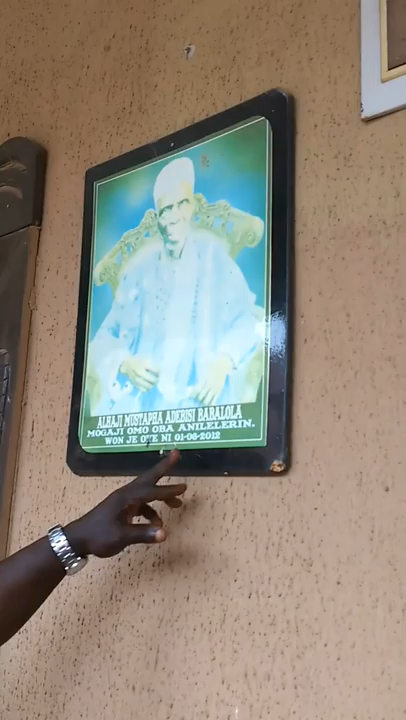 ALHAJI MUSTAPHA ADEBISI BABALOLA
MOGAJI OMO OBA ANILELERIN.
WON JE OYE NI 01-06-2012